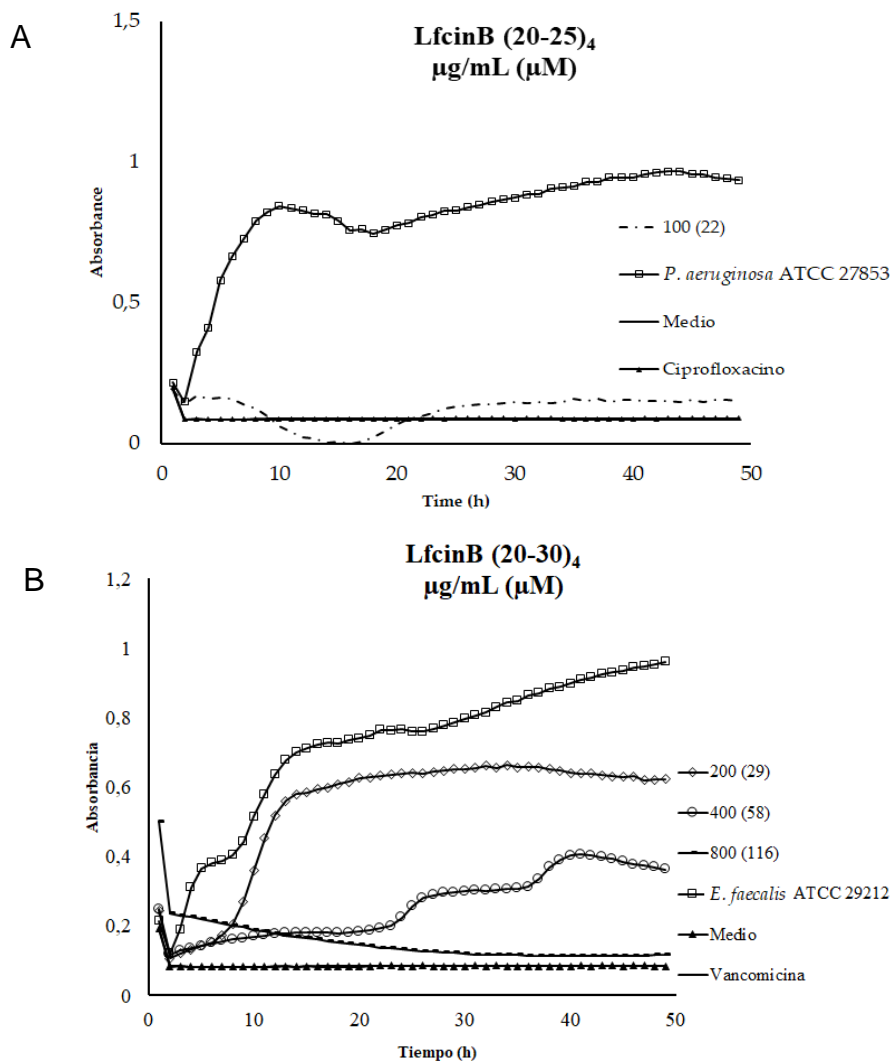 A
LfcinB (20-25)4
µg/mL (µM)
1,5
1
0,5
0
Absorbance
0
10
20
30
40
50
Time (h)
100 (22)
P. aeruginosa ATCC 27853
Medio
Ciprofloxacino
B
LfcinB (20-30)4
µg/mL (µM)
1,2
1
0.8
0.6
0.4
0.2
0
Absorbancia
0
10
20
30
40
50
Tiempo (h)
200 (29)
400 (58)
800 (116)
E. faecalis ATCC 29212
Medio
Vancomicina